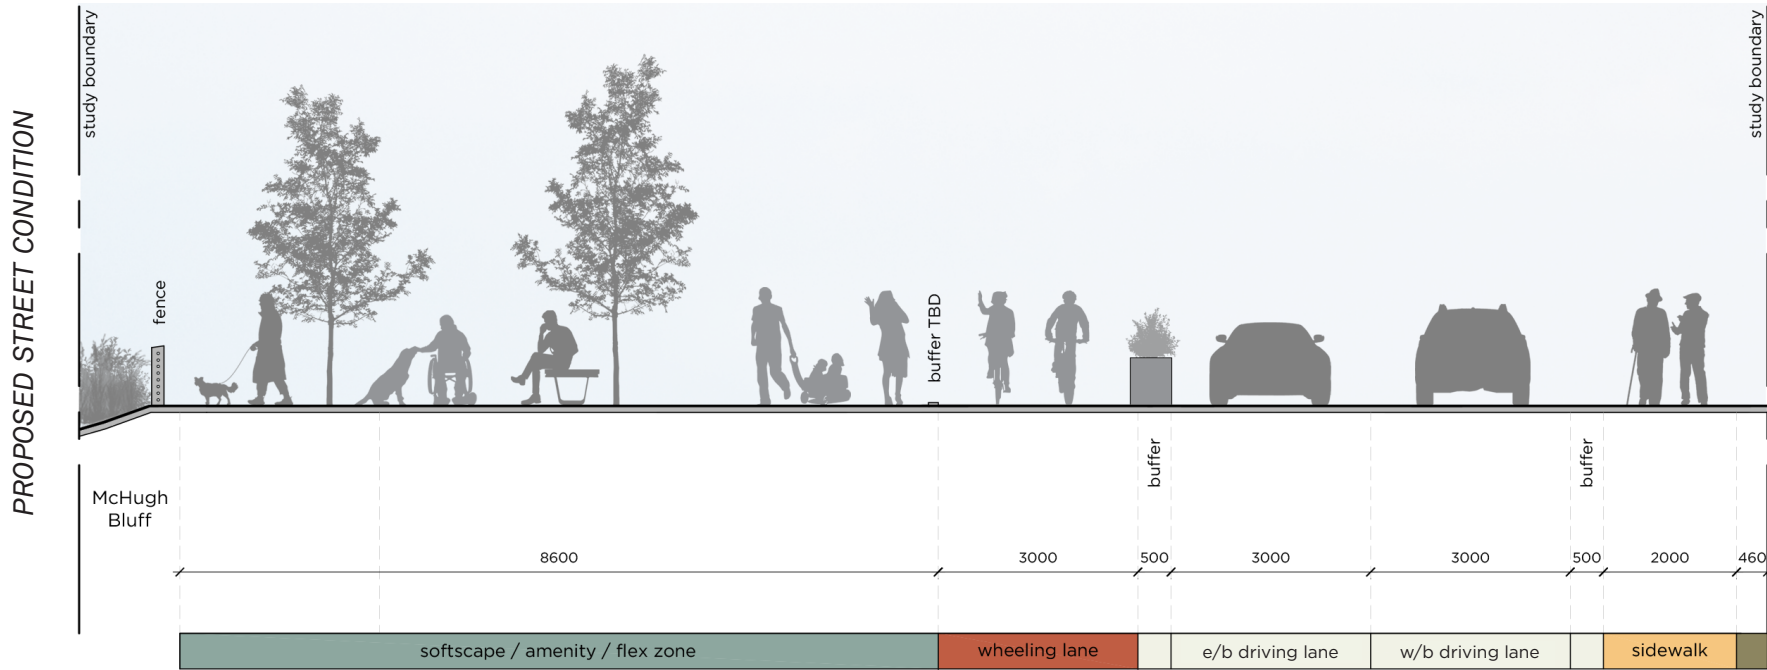 PROPOSED STREET CONDITION
study boundary
study boundary
fence
buffer TBD
buffer
buffer
McHugh
Bluff
8600
3000
500
3000
3000
500
2000
460
softscape / amenity / flex zone
wheeling lane
e/b driving lane
w/b driving lane
sidewalk